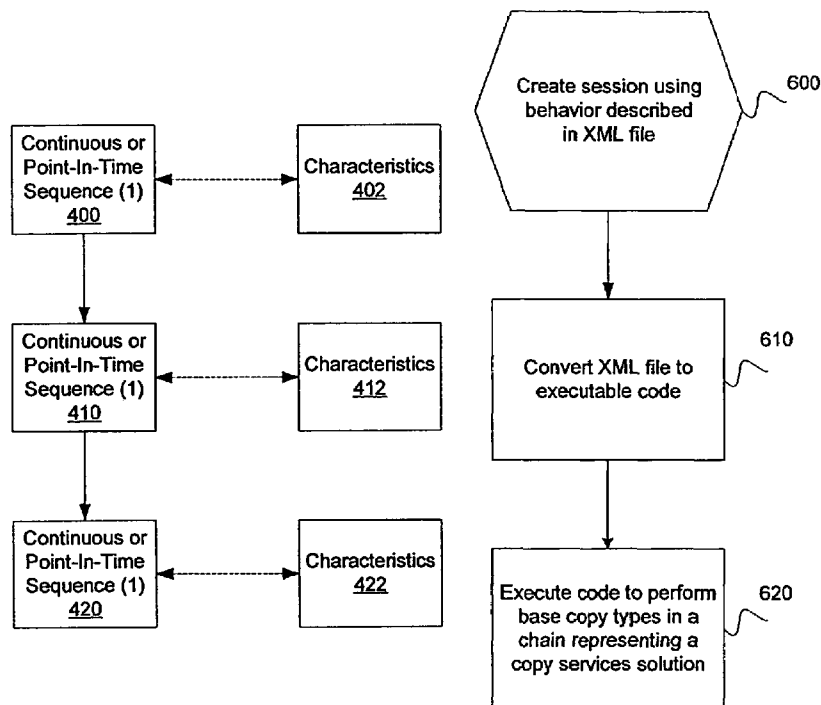 Continuous or
Point-In-Time
Sequence (1)
400
Characteristics
402
Continuous or
Point-In-Time
Sequence (1)
410
Characteristics
412
Continuous or
Point-In-Time
Sequence (1)
420
Characteristics
422
Create session using
behavior described
in XML file
600
Convert XML file to
executable code
610
Execute code to perform
base copy types in a
chain representing a
copy services solution
620